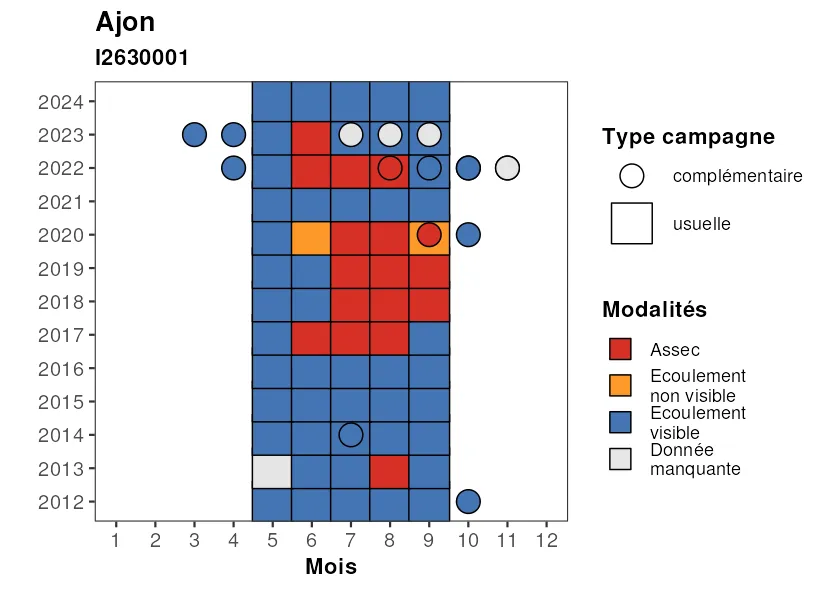 Ajon
I2630001
2024
2023
2022
2021
2020
2019
2018
2017
2016
2015
2014
2013
2012
1 2 3 4 5 6 7 8 9 10 11 12
Mois
Type campagne
complémentaire
usuelle
Modalités
Assec
Ecoulement
non visible
Ecoulement
visible
Donnée
manquante